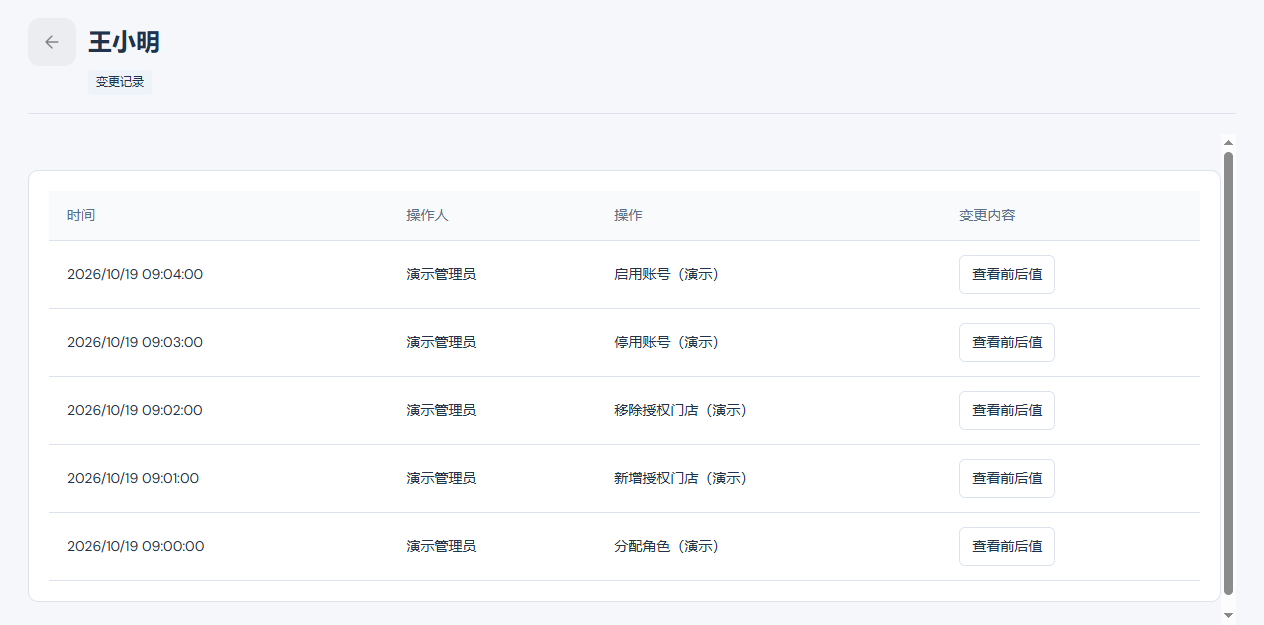 王小明
变更记录
时间 操作人 操作 变更内容
2026/10/19 09:04:00 演示管理员 启用账号（演示） 查看前后值
2026/10/19 09:03:00 演示管理员 停用账号（演示） 查看前后值
2026/10/19 09:02:00 演示管理员 移除授权门店（演示） 查看前后值
2026/10/19 09:01:00 演示管理员 新增授权门店（演示） 查看前后值
2026/10/19 09:00:00 演示管理员 分配角色（演示） 查看前后值